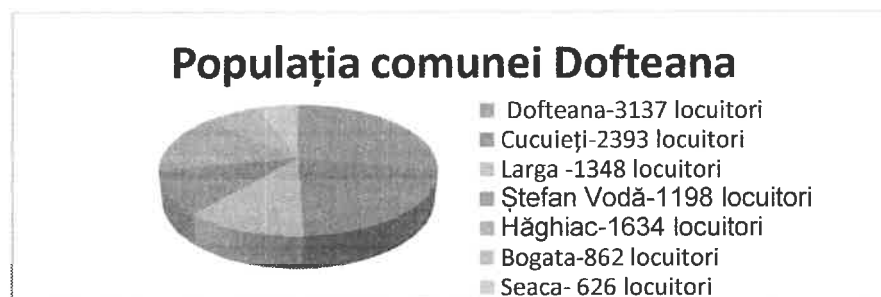 Populația comunei Dofteana
Dofteana-3137 locuitori
Cucuieți-2393 locuitori
Larga -1348 locuitori
Ștefan Vodă-1198 locuitori
Hăghiac-1634 locuitori
Bogata-862 locuitori
Seaca- 626 locuitori